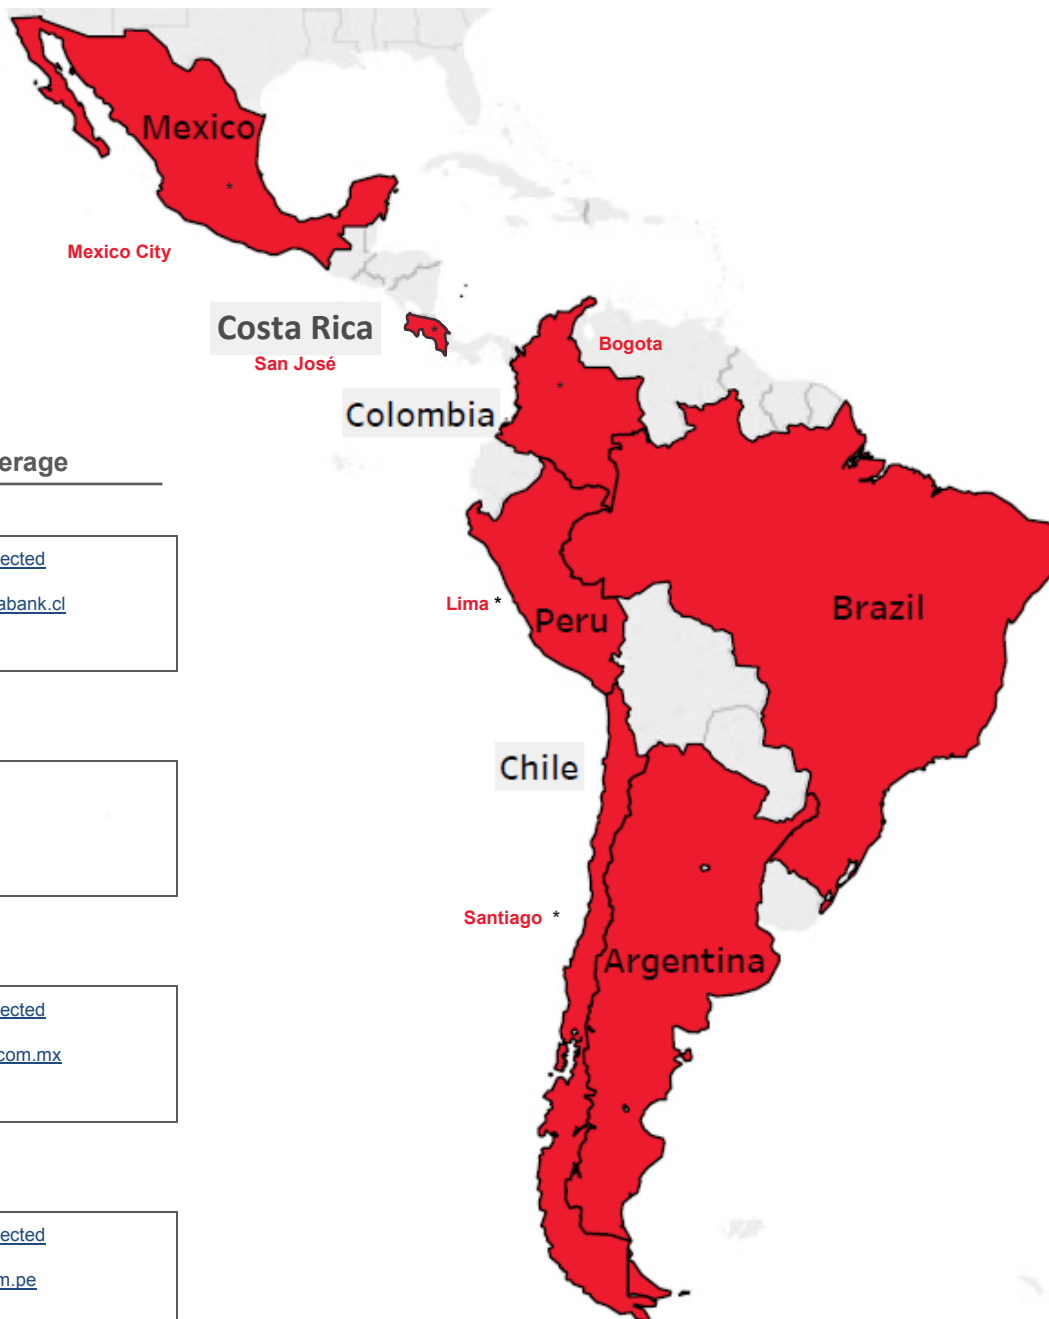 Mexico
*
Mexico City
Costa Rica
*
San José
Bogota
*
Colombia
erage
ected
abank.cl
Lima *
Peru
Brazil
Chile
Santiago *
Argentina
ected
com.mx
ected
m.pe